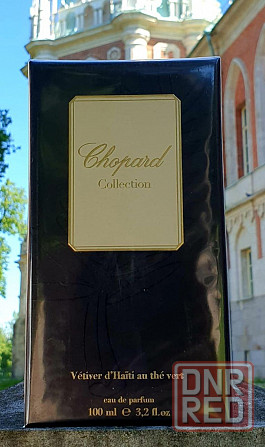 Chopard
Collection
Vétiver d'Haïti au thé vert
eau de parfum
100 ml e 3,2 fl.oz
DNR
RED